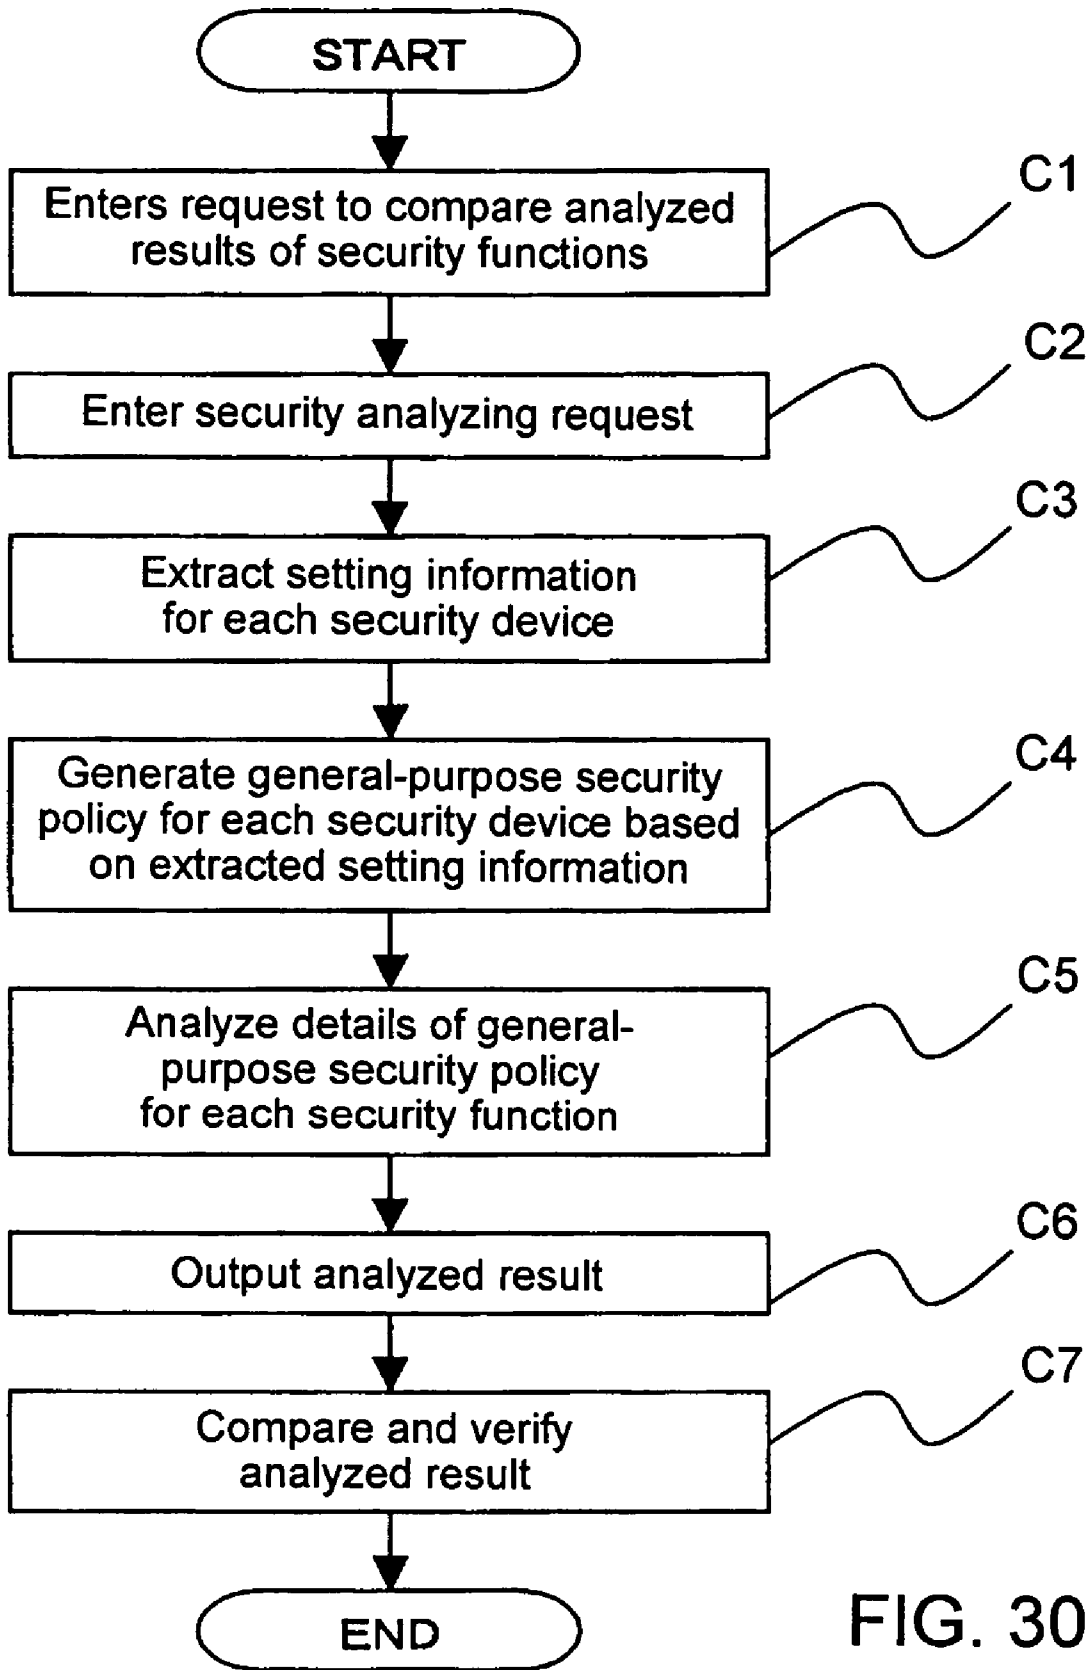 START
C1
Enters request to compare analyzed
results of security functions
C2
Enter security analyzing request
C3
Extract setting information
for each security device
C4
Generate general-purpose security
policy for each security device based
on extracted setting information
C5
Analyze details of general-
purpose security policy
for each security function
C6
Output analyzed result
C7
Compare and verify
analyzed result
END
FIG. 30